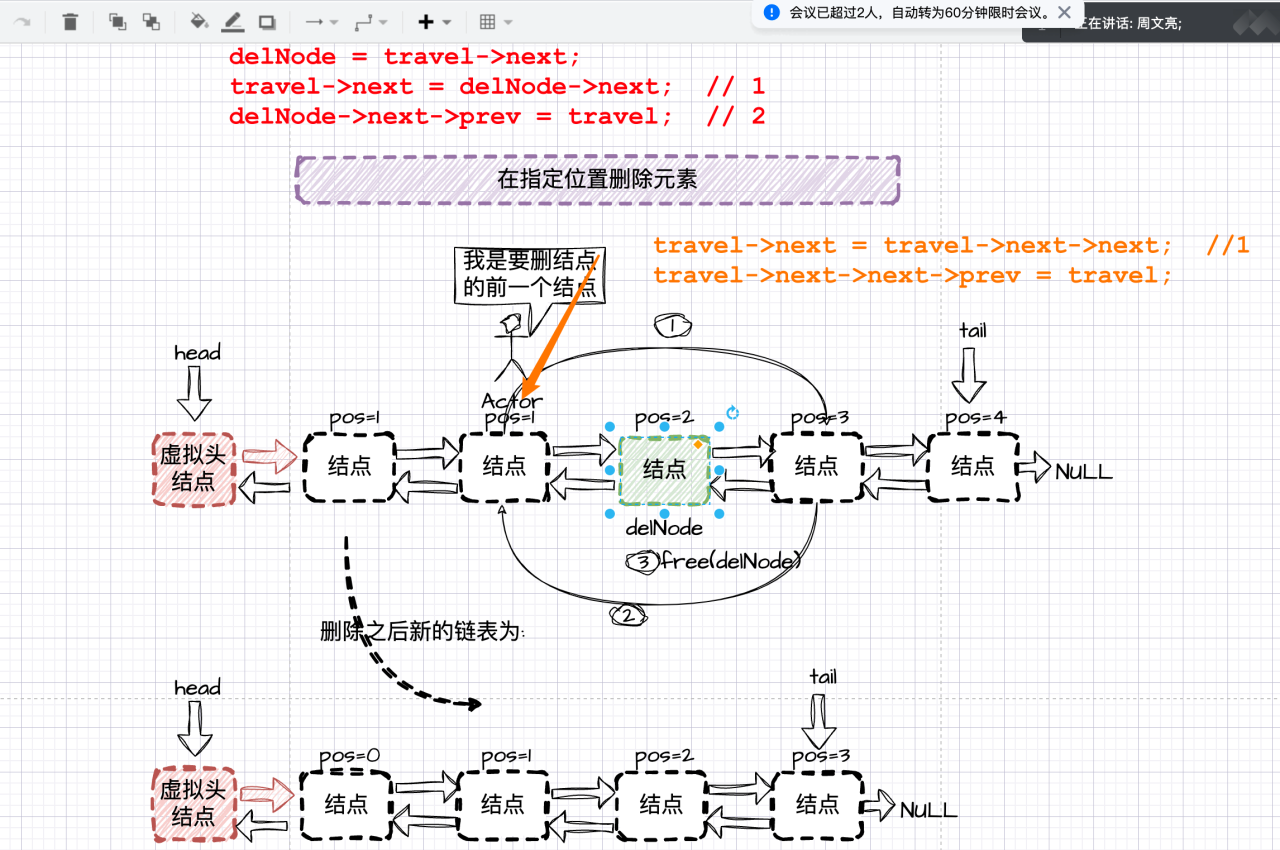 会议已超过2人，自动转为60分钟限时会议。
正在讲话: 周文亮;
delNode = travel->next;
travel->next = delNode->next;  // 1
delNode->next->prev = travel;  // 2
在指定位置删除元素
travel->next = travel->next->next;  //1
travel->next->next->prev = travel;
我是要删结点
的前一个结点
1
head
tail
Actor
pos=1
pos=1
pos=2
pos=3
pos=4
虚拟头
结点
结点
结点
结点
结点
结点
NULL
delNode
3
free(delNode)
2
删除之后新的链表为:
head
tail
pos=0
pos=1
pos=2
pos=3
虚拟头
结点
结点
结点
结点
结点
NULL